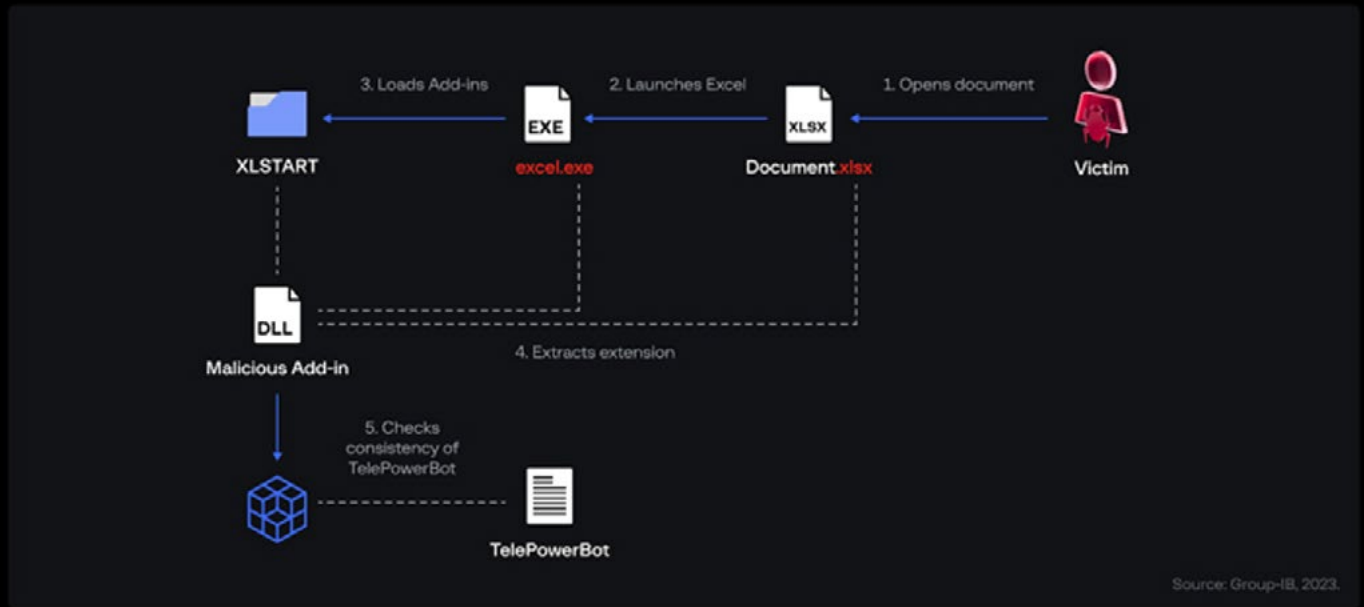 3. Loads Add-ins
2. Launches Excel
1. Opens document
EXE
XLSX
XLSTART
excel.exe
Document.xlsx
Victim
DLL
Malicious Add-in
4. Extracts extension
5. Checks
consistency of
TelePowerBot
TelePowerBot
Source: Group-IB, 2023.